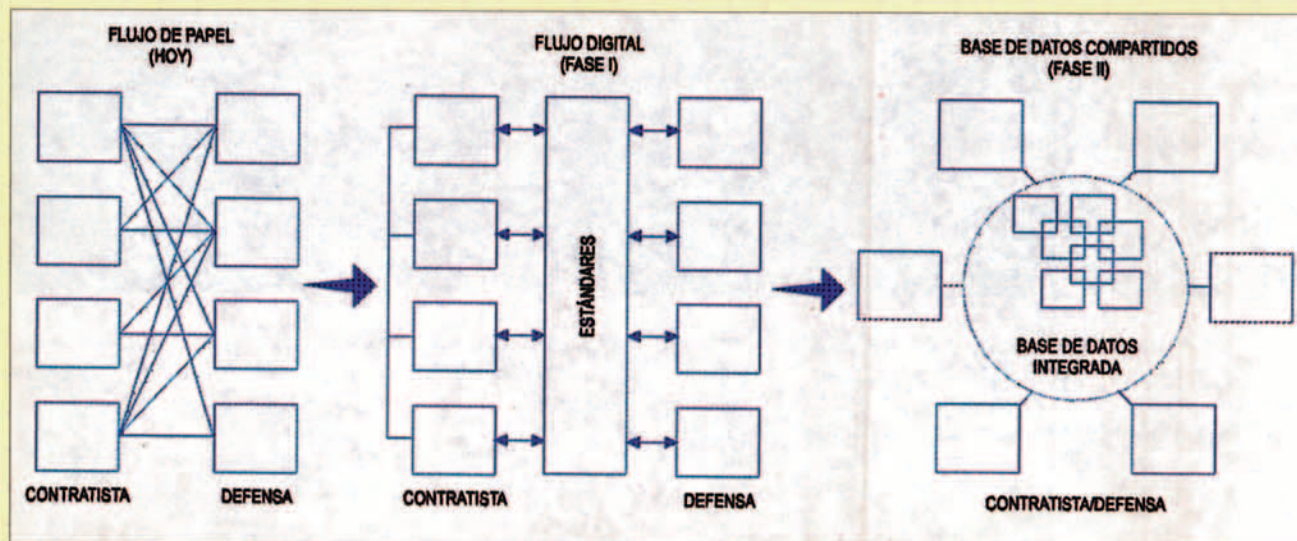 FLUJO DE PAPEL
(HOY)
CONTRATISTA
DEFENSA
FLUJO DIGITAL
(FASE I)
ESTÁNDARES
CONTRATISTA
DEFENSA
BASE DE DATOS COMPARTIDOS
(FASE II)
BASE DE DATOS
INTEGRADA
CONTRATISTA/DEFENSA